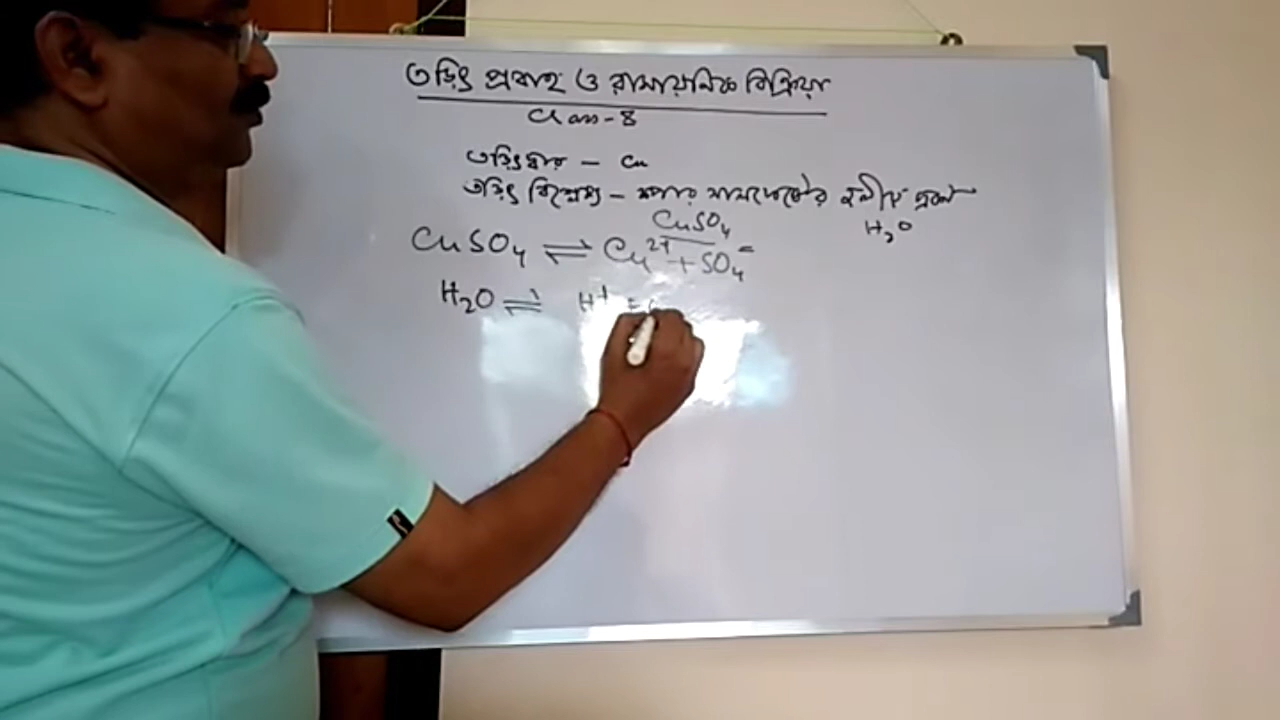 তড়িৎ প্রবাহ ও রাসায়নিক বিক্রিয়া
Class-8
তড়িৎদ্বার – Cu
তড়িৎ বিশ্লেষ্য – কপার সালফেটের জলীয় দ্রবণ
CuSO₄ H₂O
CuSO₄ ⇌ Cu²⁺ + SO₄⁼
H₂O ⇌ H⁺ +